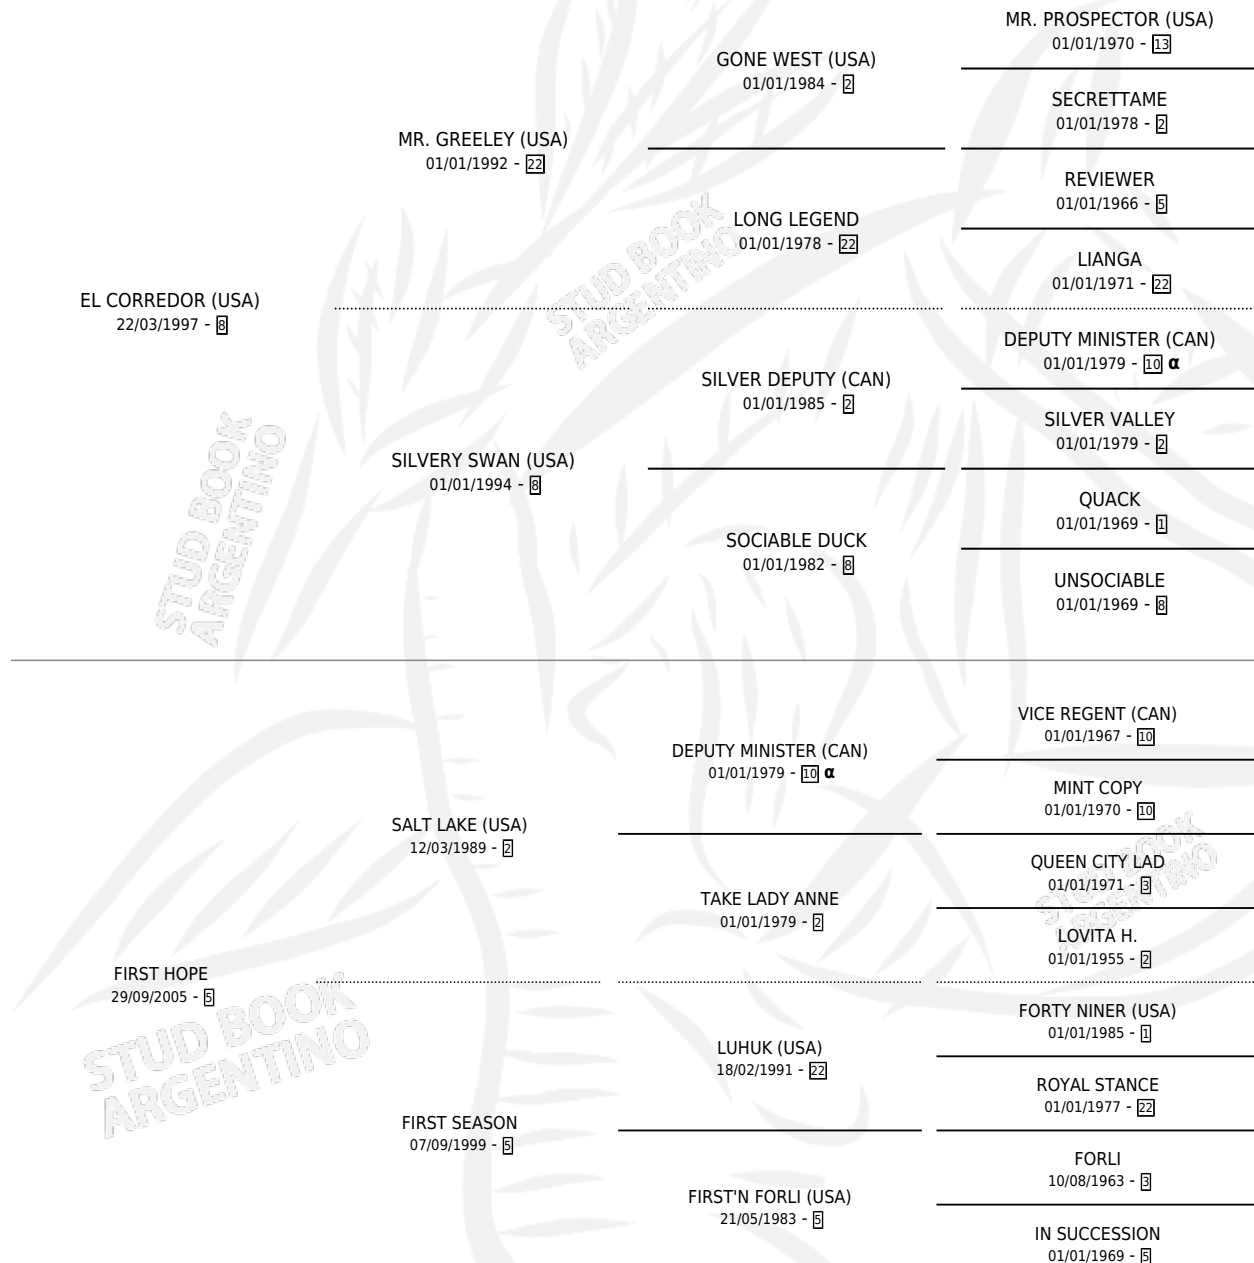 MR. PROSPECTOR (USA)
01/01/1970 - 13
GONE WEST (USA)
01/01/1984 - 2
SECRETTAME
01/01/1978 - 2
MR. GREELEY (USA)
01/01/1992 - 22
REVIEWER
01/01/1966 - 5
LONG LEGEND
01/01/1978 - 22
LIANGA
01/01/1971 - 22
EL CORREDOR (USA)
22/03/1997 - 8
STUD BOOK
ARGENTINO
DEPUTY MINISTER (CAN)
01/01/1979 - 10 α
SILVER DEPUTY (CAN)
01/01/1985 - 2
SILVER VALLEY
01/01/1979 - 2
SILVERY SWAN (USA)
01/01/1994 - 8
QUACK
01/01/1969 - 1
SOCIABLE DUCK
01/01/1982 - 8
UNSOCIABLE
01/01/1969 - 8
STUD BOOK
ARGENTINO
VICE REGENT (CAN)
01/01/1967 - 10
DEPUTY MINISTER (CAN)
01/01/1979 - 10 α
MINT COPY
01/01/1970 - 10
SALT LAKE (USA)
12/03/1989 - 2
QUEEN CITY LAD
01/01/1971 - 3
TAKE LADY ANNE
01/01/1979 - 2
STUD BOOK
ARGENTINO
LOVITA H.
01/01/1955 - 2
FIRST HOPE
29/09/2005 - 5
STUD BOOK
ARGENTINO
FORTY NINER (USA)
01/01/1985 - 1
LUHUK (USA)
18/02/1991 - 22
ROYAL STANCE
01/01/1977 - 22
FIRST SEASON
07/09/1999 - 5
FORLI
10/08/1963 - 3
FIRST'N FORLI (USA)
21/05/1983 - 5
IN SUCCESSION
01/01/1969 - 5